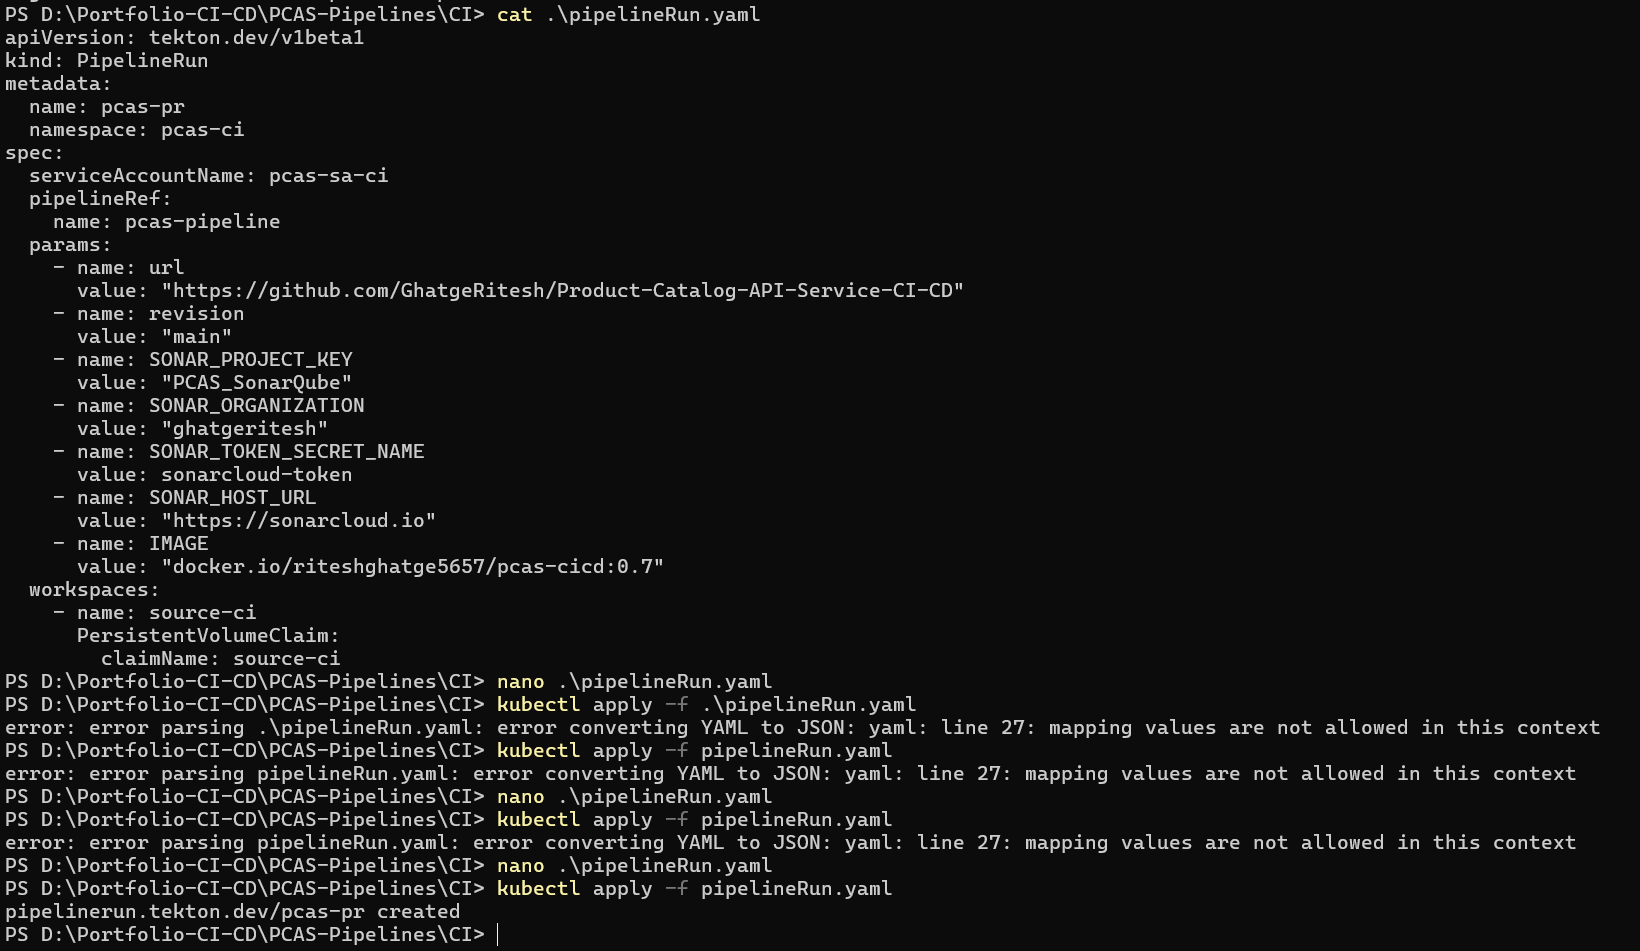 PS D:\Portfolio-CI-CD\PCAS-Pipelines\CI> cat .\pipelineRun.yaml
apiVersion: tekton.dev/v1beta1
kind: PipelineRun
metadata:
  name: pcas-pr
  namespace: pcas-ci
spec:
  serviceAccountName: pcas-sa-ci
  pipelineRef:
    name: pcas-pipeline
  params:
    - name: url
      value: "https://github.com/GhatgeRitesh/Product-Catalog-API-Service-CI-CD"
    - name: revision
      value: "main"
    - name: SONAR_PROJECT_KEY
      value: "PCAS_SonarQube"
    - name: SONAR_ORGANIZATION
      value: "ghatgeritesh"
    - name: SONAR_TOKEN_SECRET_NAME
      value: sonarcloud-token
    - name: SONAR_HOST_URL
      value: "https://sonarcloud.io"
    - name: IMAGE
      value: "docker.io/riteshghatge5657/pcas-cicd:0.7"
  workspaces:
    - name: source-ci
      PersistentVolumeClaim:
        claimName: source-ci
PS D:\Portfolio-CI-CD\PCAS-Pipelines\CI> nano .\pipelineRun.yaml
PS D:\Portfolio-CI-CD\PCAS-Pipelines\CI> kubectl apply -f .\pipelineRun.yaml
error: error parsing .\pipelineRun.yaml: error converting YAML to JSON: yaml: line 27: mapping values are not allowed in this context
PS D:\Portfolio-CI-CD\PCAS-Pipelines\CI> kubectl apply -f pipelineRun.yaml
error: error parsing pipelineRun.yaml: error converting YAML to JSON: yaml: line 27: mapping values are not allowed in this context
PS D:\Portfolio-CI-CD\PCAS-Pipelines\CI> nano .\pipelineRun.yaml
PS D:\Portfolio-CI-CD\PCAS-Pipelines\CI> kubectl apply -f pipelineRun.yaml
error: error parsing pipelineRun.yaml: error converting YAML to JSON: yaml: line 27: mapping values are not allowed in this context
PS D:\Portfolio-CI-CD\PCAS-Pipelines\CI> nano .\pipelineRun.yaml
PS D:\Portfolio-CI-CD\PCAS-Pipelines\CI> kubectl apply -f pipelineRun.yaml
pipelinerun.tekton.dev/pcas-pr created
PS D:\Portfolio-CI-CD\PCAS-Pipelines\CI>